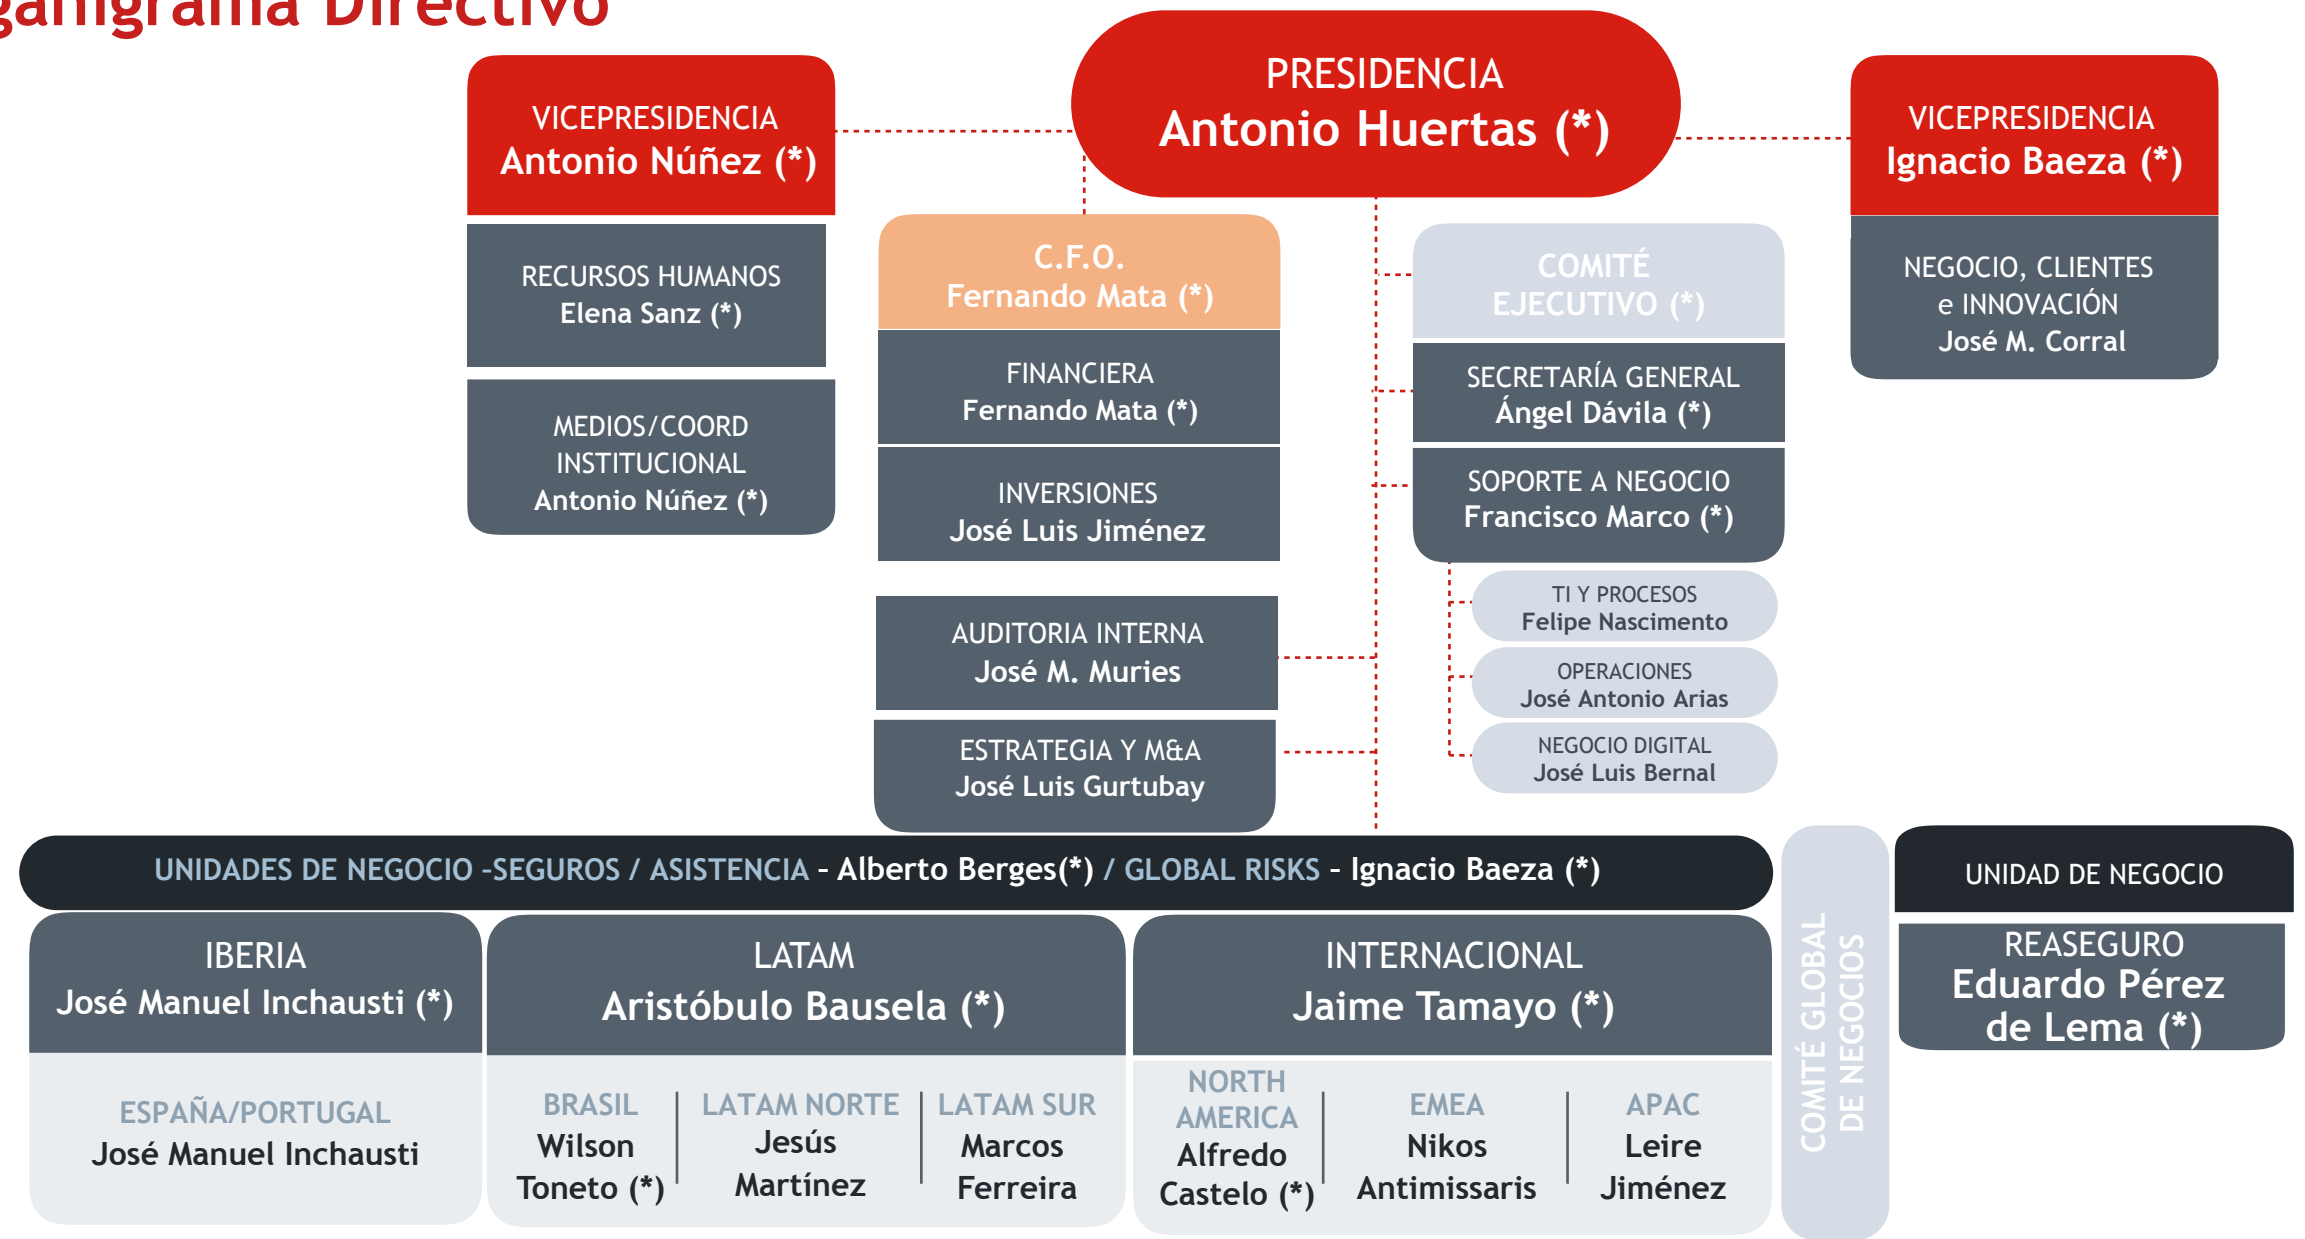 PRESIDENCIA
Antonio Huertas (*)
VICEPRESIDENCIA
Antonio Núñez (*)
RECURSOS HUMANOS
Elena Sanz (*)
MEDIOS/COORD
INSTITUCIONAL
Antonio Núñez (*)
C.F.O.
Fernando Mata (*)
FINANCIERA
Fernando Mata (*)
INVERSIONES
José Luis Jiménez
AUDITORIA INTERNA
José M. Muries
ESTRATEGIA Y M&A
José Luis Gurtubay
COMITÉ
EJECUTIVO (*)
SECRETARÍA GENERAL
Ángel Dávila (*)
SOPORTE A NEGOCIO
Francisco Marco (*)
TI Y PROCESOS
Felipe Nascimento
OPERACIONES
José Antonio Arias
NEGOCIO DIGITAL
José Luis Bernal
VICEPRESIDENCIA
Ignacio Baeza (*)
NEGOCIO, CLIENTES
e INNOVACIÓN
José M. Corral
UNIDADES DE NEGOCIO –SEGUROS / ASISTENCIA – Alberto Berges(*) / GLOBAL RISKS – Ignacio Baeza (*)
IBERIA
José Manuel Inchausti (*)
ESPAÑA/PORTUGAL
José Manuel Inchausti
LATAM
Aristóbulo Bausela (*)
BRASIL
Wilson
Toneto (*)
LATAM NORTE
Jesús
Martínez
LATAM SUR
Marcos
Ferreira
INTERNACIONAL
Jaime Tamayo (*)
NORTH
AMERICA
Alfredo
Castelo (*)
EMEA
Nikos
Antimissaris
APAC
Leire
Jiménez
COMITÉ GLOBAL
DE NEGOCIOS
UNIDAD DE NEGOCIO
REASEGURO
Eduardo Pérez
de Lema (*)